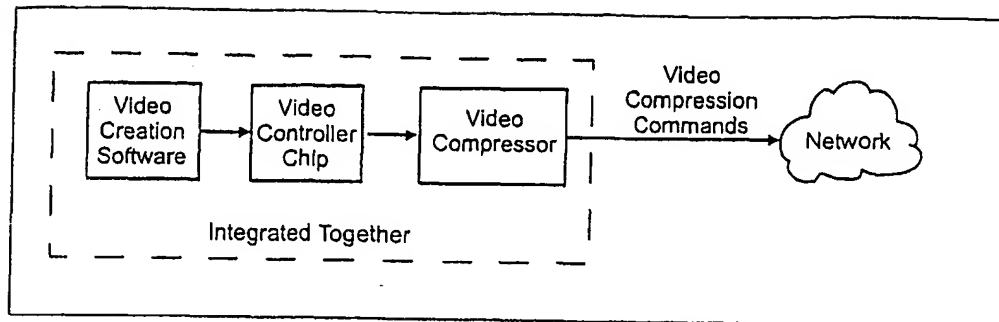 Video
Creation
Software
Video
Controller
Chip
Video
Compressor
Video
Compression
Commands
Network
Integrated Together